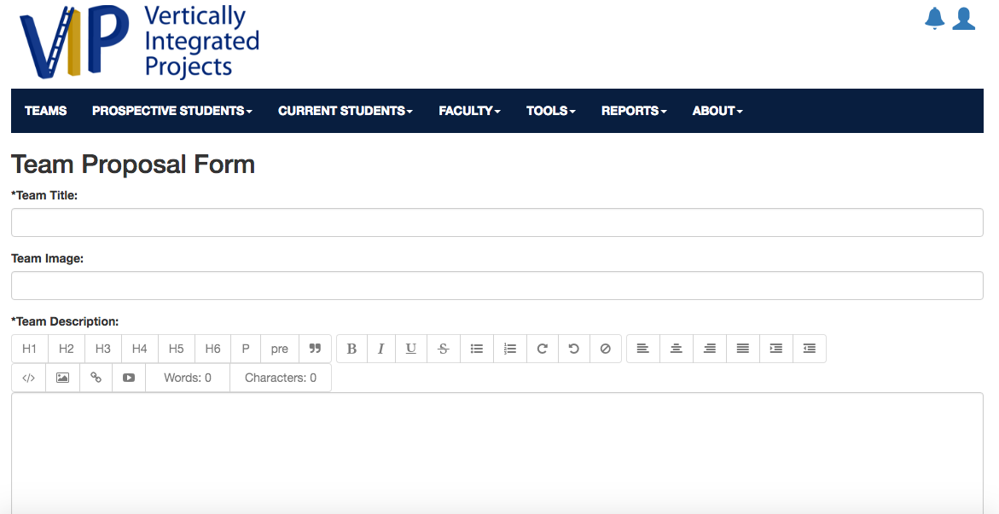 VIP Vertically
Integrated
Projects
TEAMS PROSPECTIVE STUDENTS CURRENT STUDENTS FACULTY TOOLS REPORTS ABOUT
Team Proposal Form
*Team Title:
Team Image:
*Team Description:
H1 H2 H3 H4 H5 H6 P pre ” B I U S
</> Words: 0 Characters: 0